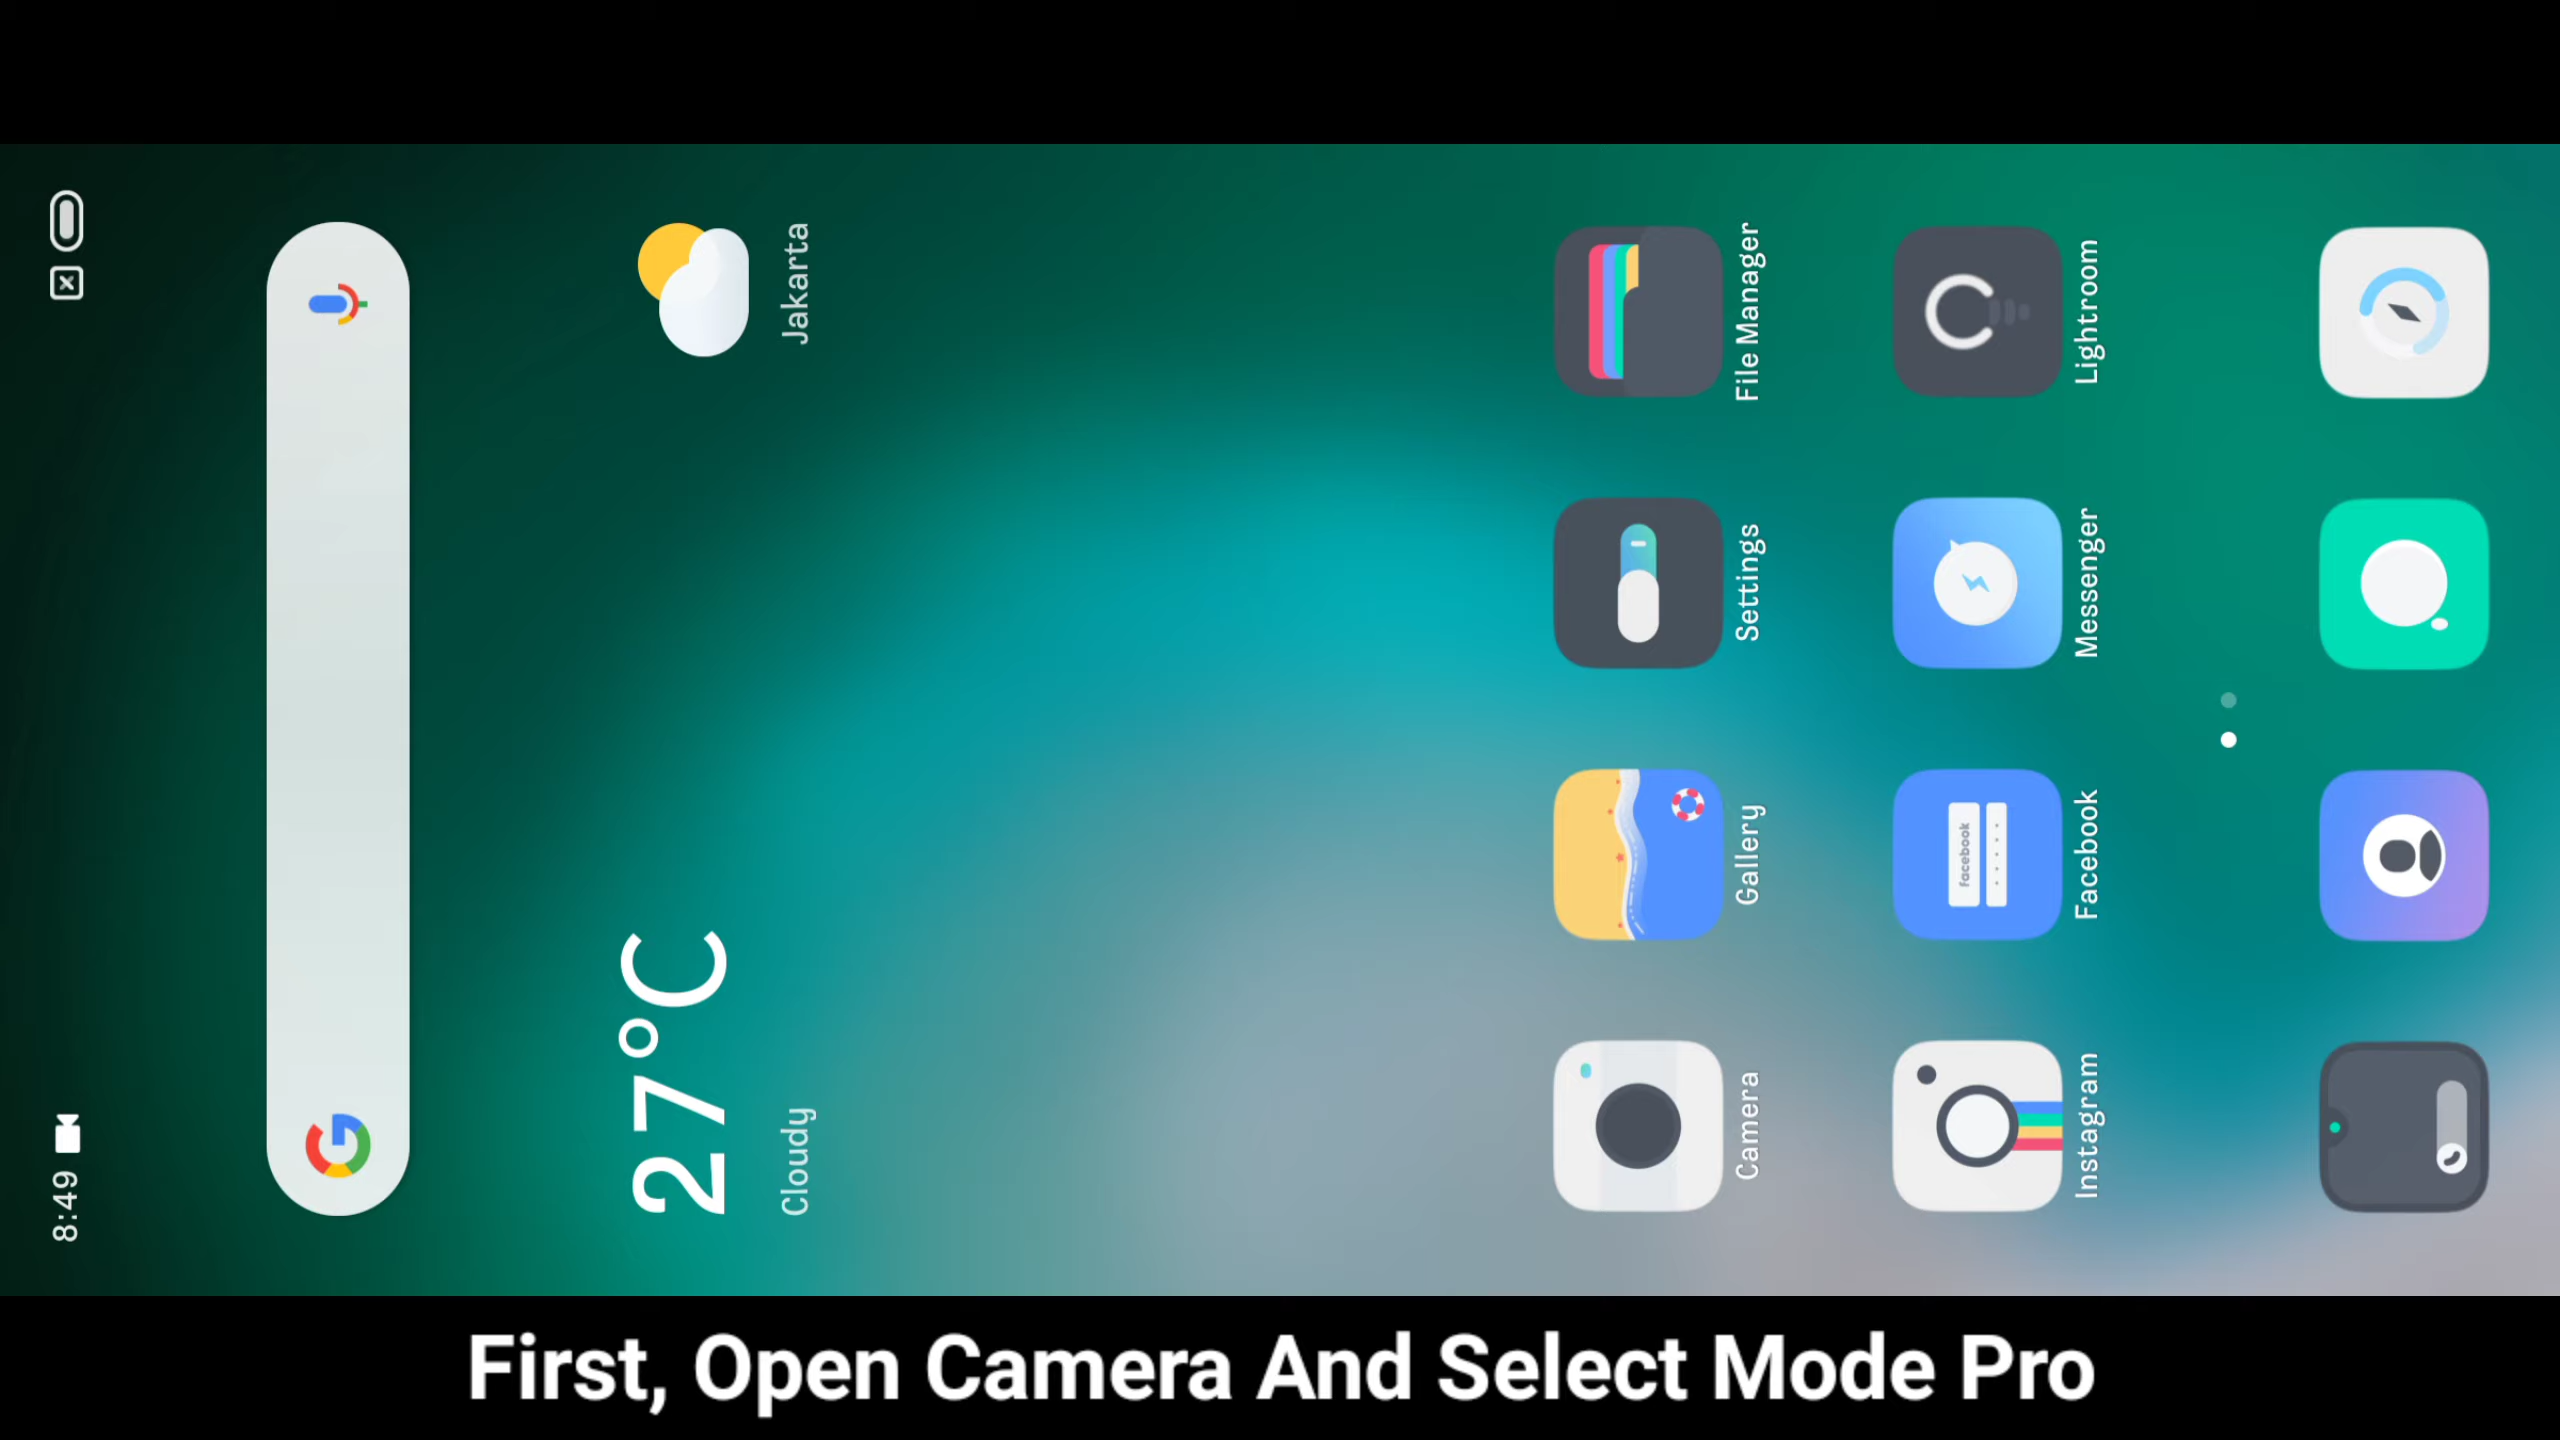 8:49
27°C
Cloudy
Jakarta
Camera
Gallery
Settings
File Manager
facebook
Instagram
Facebook
Messenger
Lightroom
First, Open Camera And Select Mode Pro